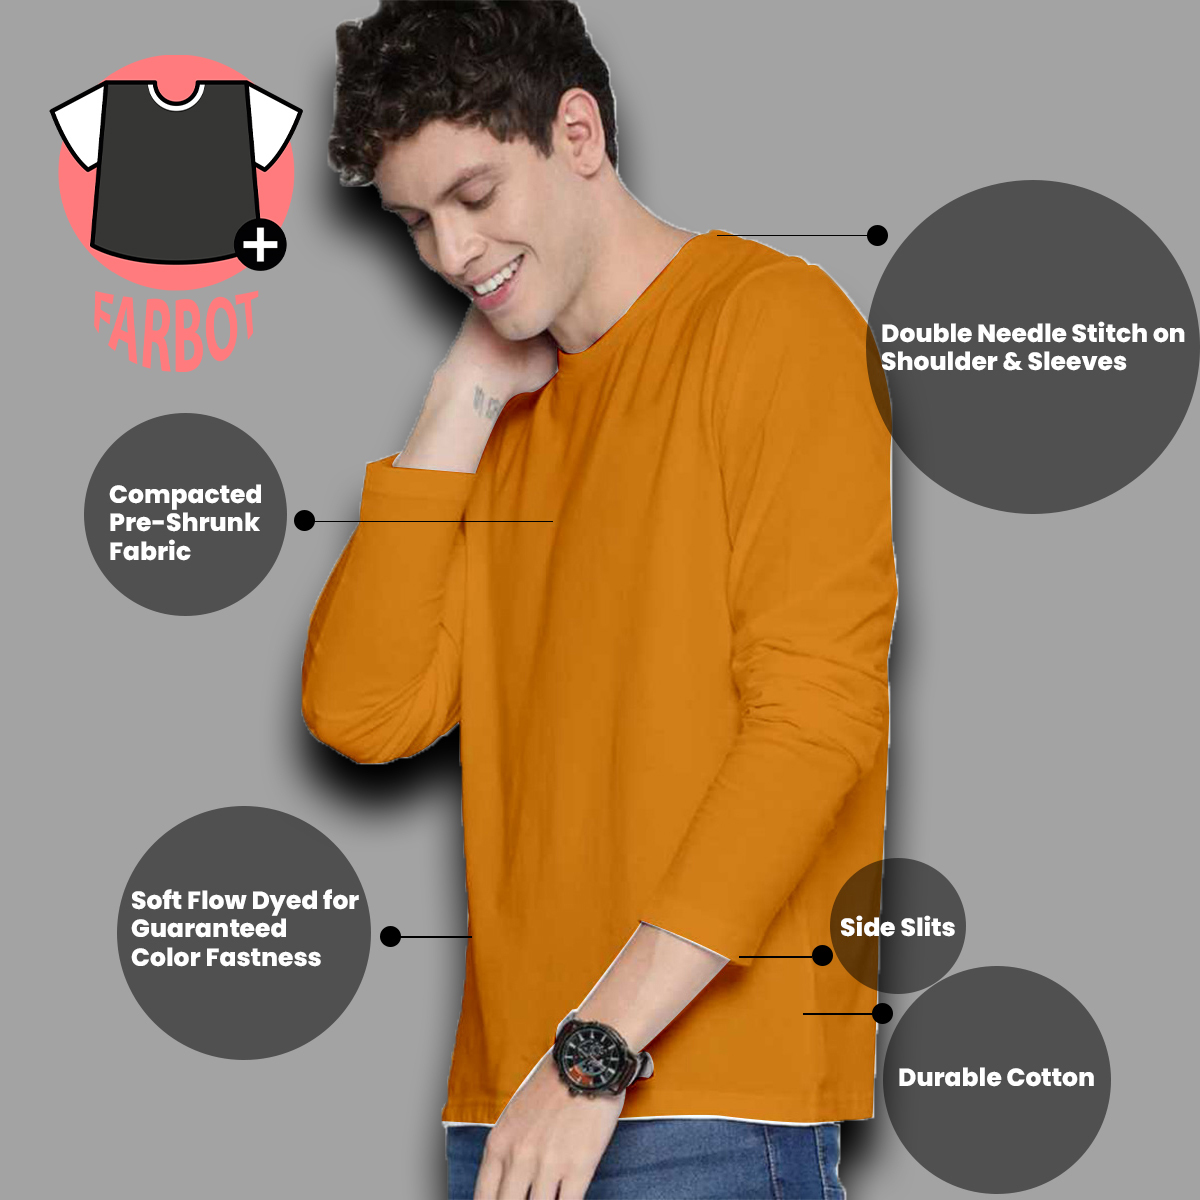 FARBOT
Double Needle Stitch on
Shoulder & Sleeves
Compacted
Pre-Shrunk
Fabric
Soft Flow Dyed for
Guaranteed
Color Fastness
Side Slits
Durable Cotton